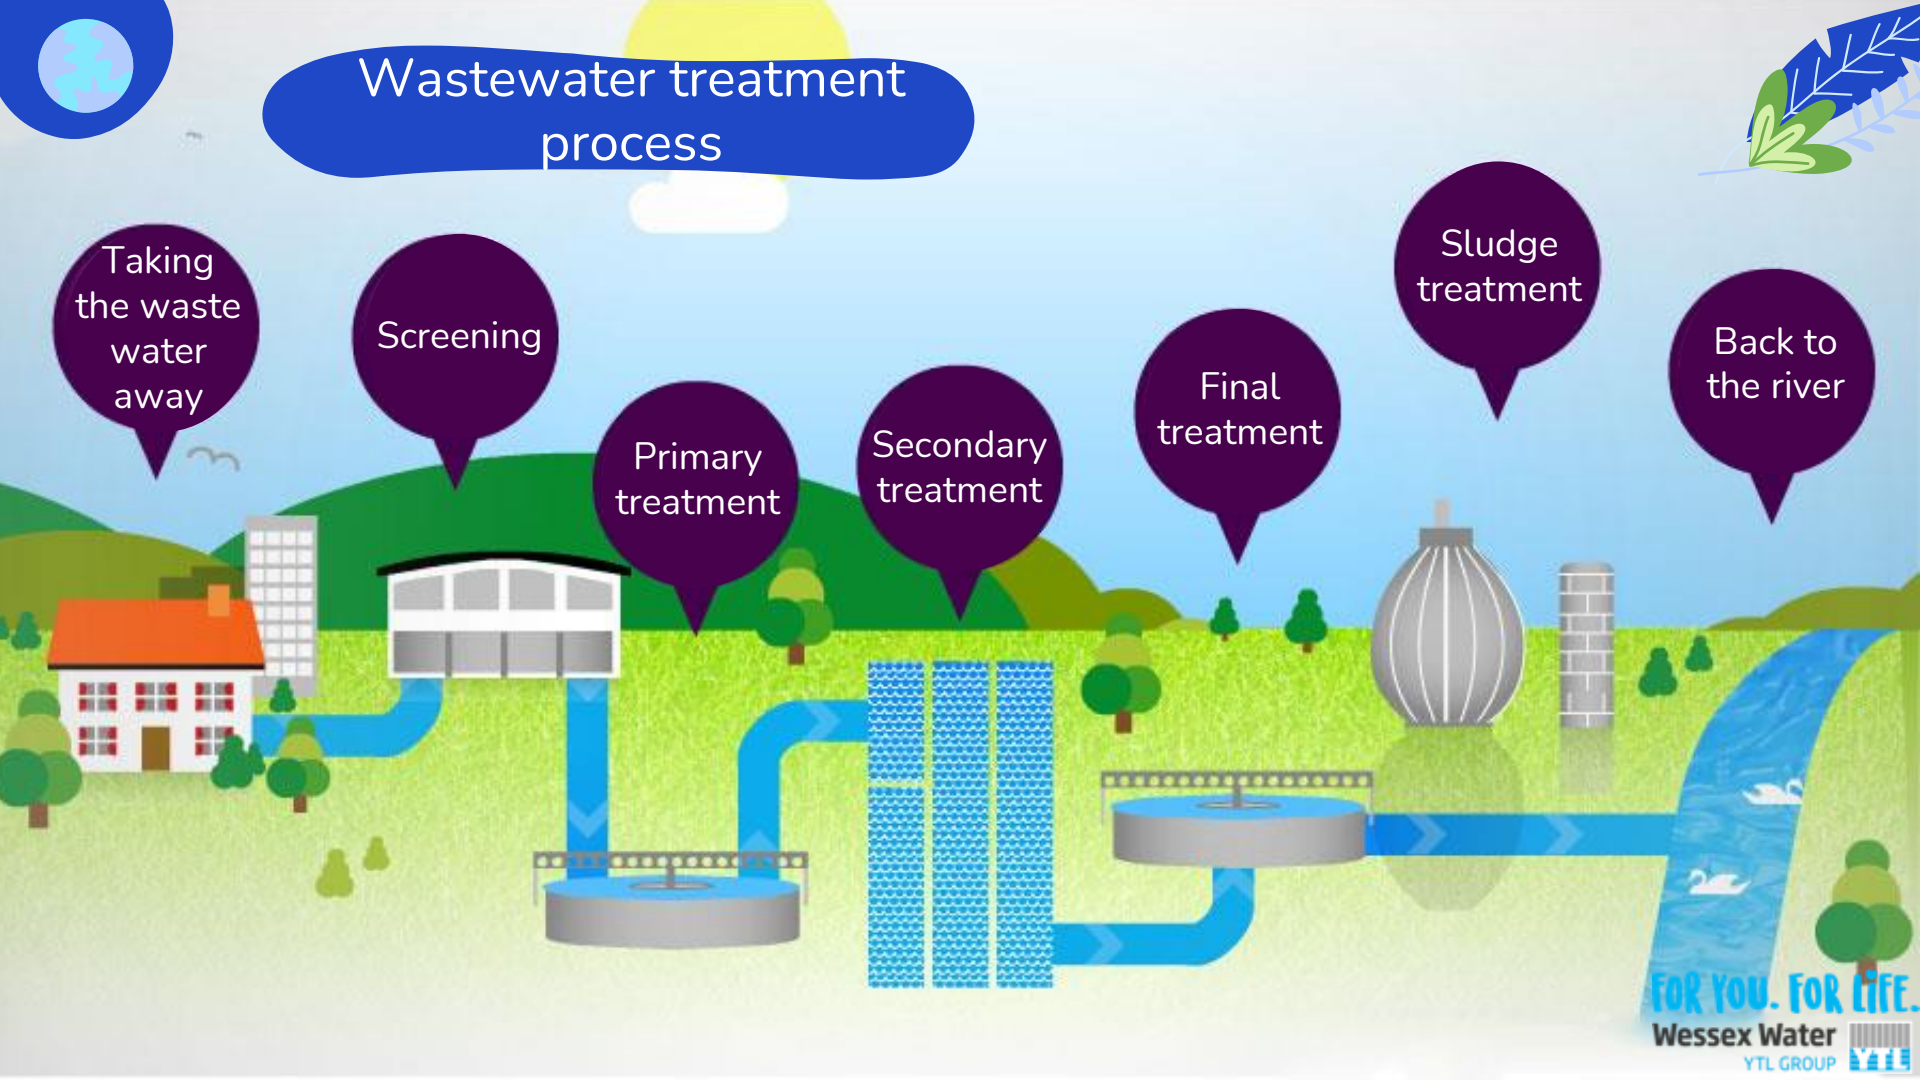 Wastewater treatment
process
Taking
the waste
water
away
Screening
Primary
treatment
Secondary
treatment
Final
treatment
Sludge
treatment
Back to
the river
FOR YOU. FOR LIFE.
Wessex Water
YTL GROUP
YTL